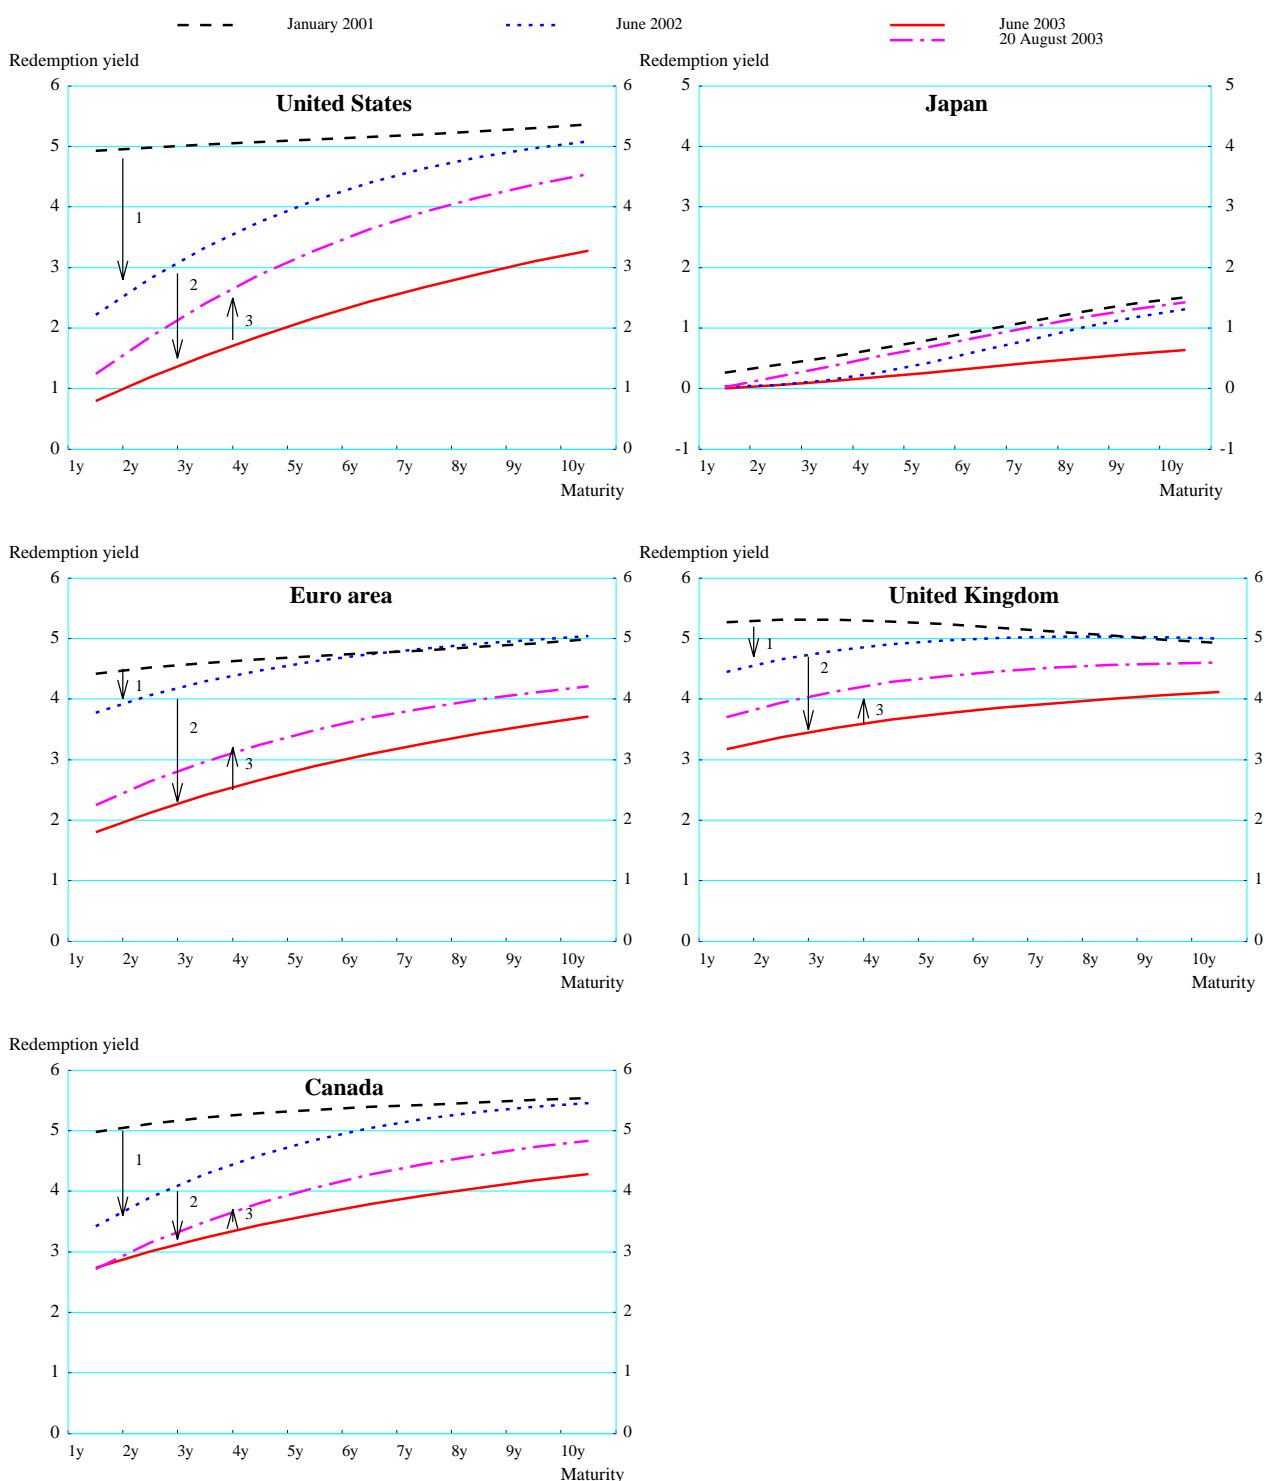 January 2001
June 2002
June 2003
20 August 2003
Redemption yield
Redemption yield
United States
6 6
5 5
4 4
3 3
2 2
1 1
0 0
1 2 3
1y 2y 3y 4y 5y 6y 7y 8y 9y 10y
Maturity
Japan
5 5
4 4
3 3
2 2
1 1
0 0
-1 -1
1y 2y 3y 4y 5y 6y 7y 8y 9y 10y
Maturity
Redemption yield
Redemption yield
Euro area
6 6
5 5
4 4
3 3
2 2
1 1
0 0
1 2 3
1y 2y 3y 4y 5y 6y 7y 8y 9y 10y
Maturity
United Kingdom
6 6
5 5
4 4
3 3
2 2
1 1
0 0
1 2 3
1y 2y 3y 4y 5y 6y 7y 8y 9y 10y
Maturity
Redemption yield
Canada
6 6
5 5
4 4
3 3
2 2
1 1
0 0
1 2 3
1y 2y 3y 4y 5y 6y 7y 8y 9y 10y
Maturity